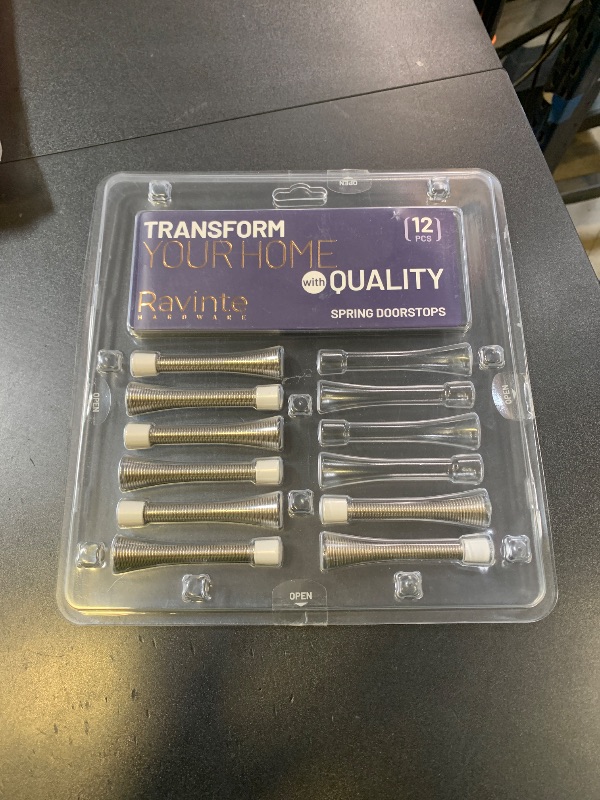 OPEN
TRANSFORM
YOUR HOME
with QUALITY
[12 PCS]
Ravinte
HARDWARE
SPRING DOORSTOPS
OPEN
OPEN
OPEN